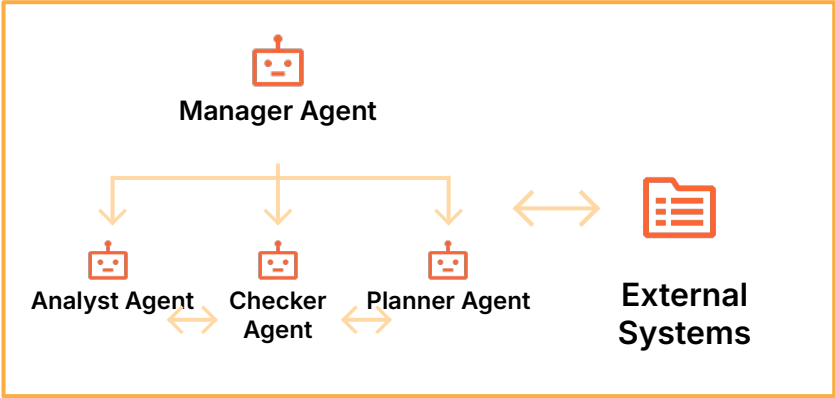 Manager Agent
Analyst Agent
Checker
Agent
Planner Agent
External
Systems